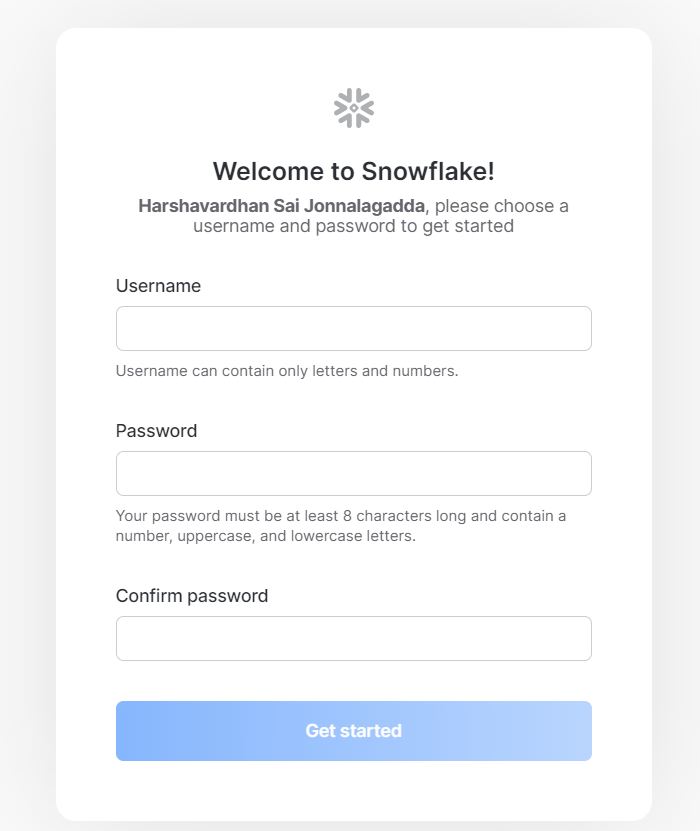 Welcome to Snowflake!
Harshavardhan Sai Jonnalagadda, please choose a
username and password to get started
Username
Username can contain only letters and numbers.
Password
Your password must be at least 8 characters long and contain a
number, uppercase, and lowercase letters.
Confirm password
Get started